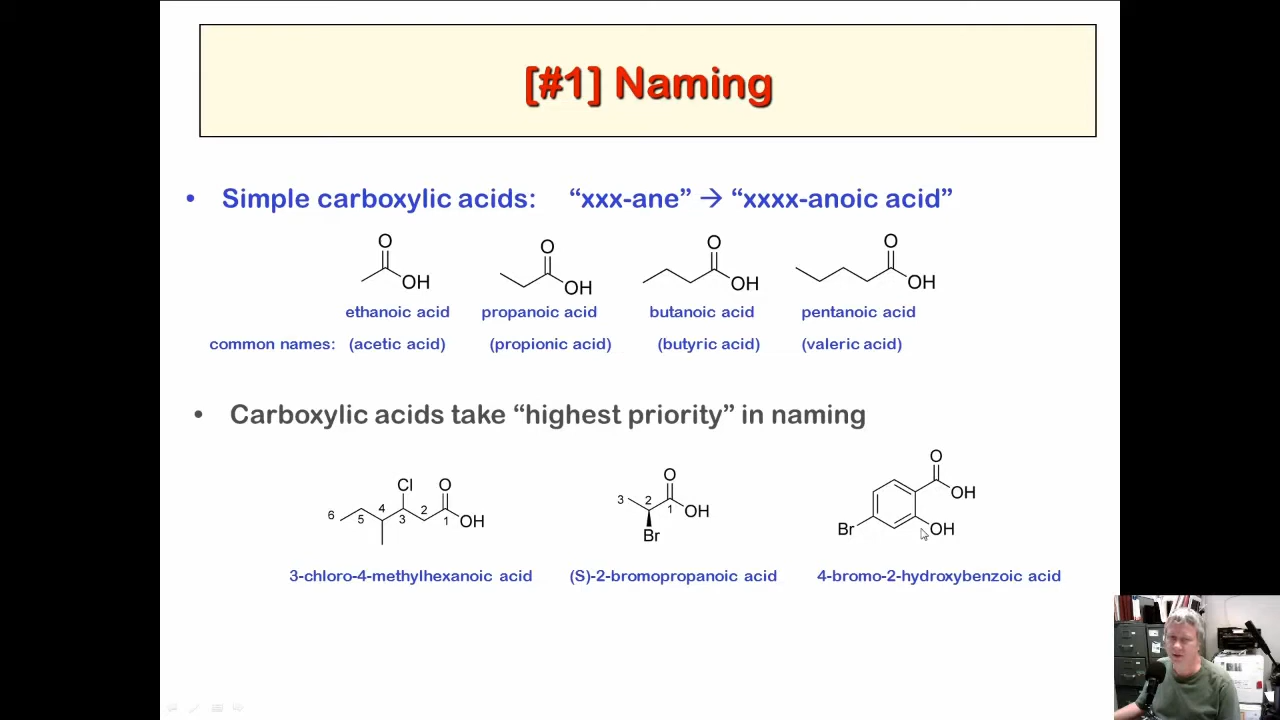 [#1] Naming
• Simple carboxylic acids: “xxx-ane” → “xxxx-anoic acid”
O O O O
OH OH OH OH
ethanoic acid propanoic acid butanoic acid pentanoic acid
common names: (acetic acid) (propionic acid) (butyric acid) (valeric acid)
• Carboxylic acids take “highest priority” in naming
Cl O
6 5 4 3 2 1 OH
O
3 2 1 OH
Br
O
OH
Br OH
3-chloro-4-methylhexanoic acid (S)-2-bromopropanoic acid 4-bromo-2-hydroxybenzoic acid